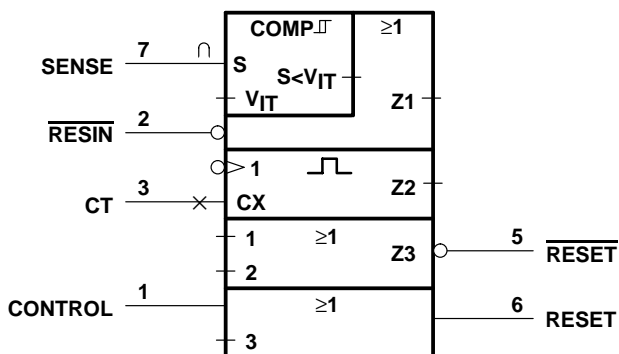 COMP ≥1
7 ∩
SENSE S
S<VIT
VIT Z1
RESIN 2
1
Z2
CT 3 CX
1 ≥1
Z3 5 RESET
2
CONTROL 1 ≥1
6 RESET
3